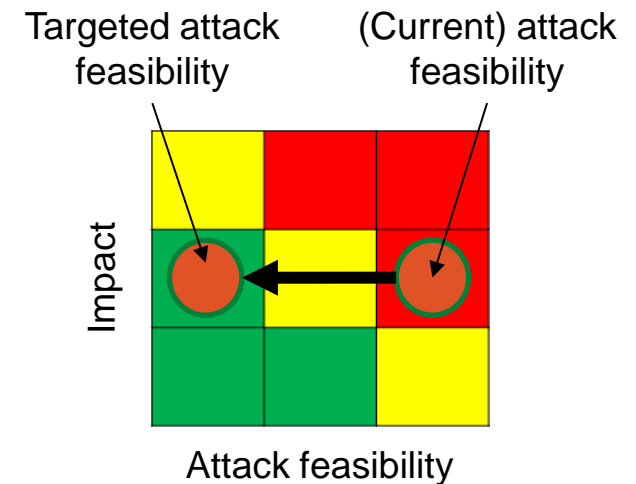 Targeted attack
feasibility
(Current) attack
feasibility
Impact
Attack feasibility